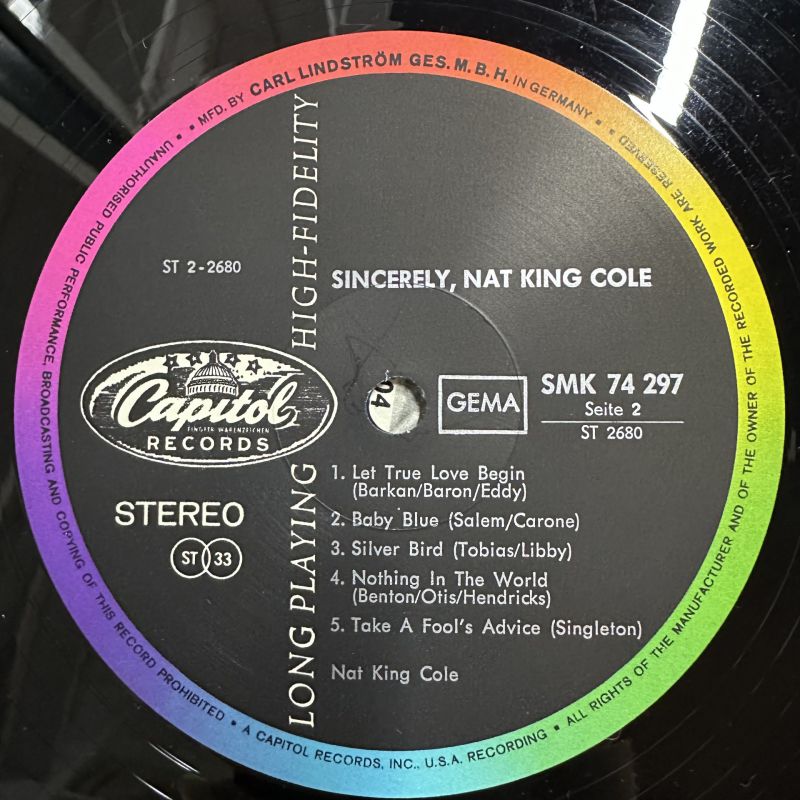 • MFD. BY CARL LINDSTRÖM GES. M. B. H. IN GERMANY •
ALL RIGHTS OF THE MANUFACTURER AND OF THE OWNER OF THE RECORDED WORK ARE RESERVED
UNAUTHORISED PUBLIC PERFORMANCE, BROADCASTING AND COPYING OF THIS RECORD PROHIBITED • A CAPITOL RECORDS, INC., U.S.A. RECORDING •
LONG PLAYING HIGH-FIDELITY
ST 2-2680
SINCERELY, NAT KING COLE
Capitol
RECORDS
04
GEMA
SMK 74 297
Seite 2
ST 2680
STEREO
ST 33
1. Let True Love Begin
(Barkan/Baron/Eddy)
2. Baby Blue (Salem/Carone)
3. Silver Bird (Tobias/Libby)
4. Nothing In The World
(Benton/Otis/Hendricks)
5. Take A Fool's Advice (Singleton)
Nat King Cole